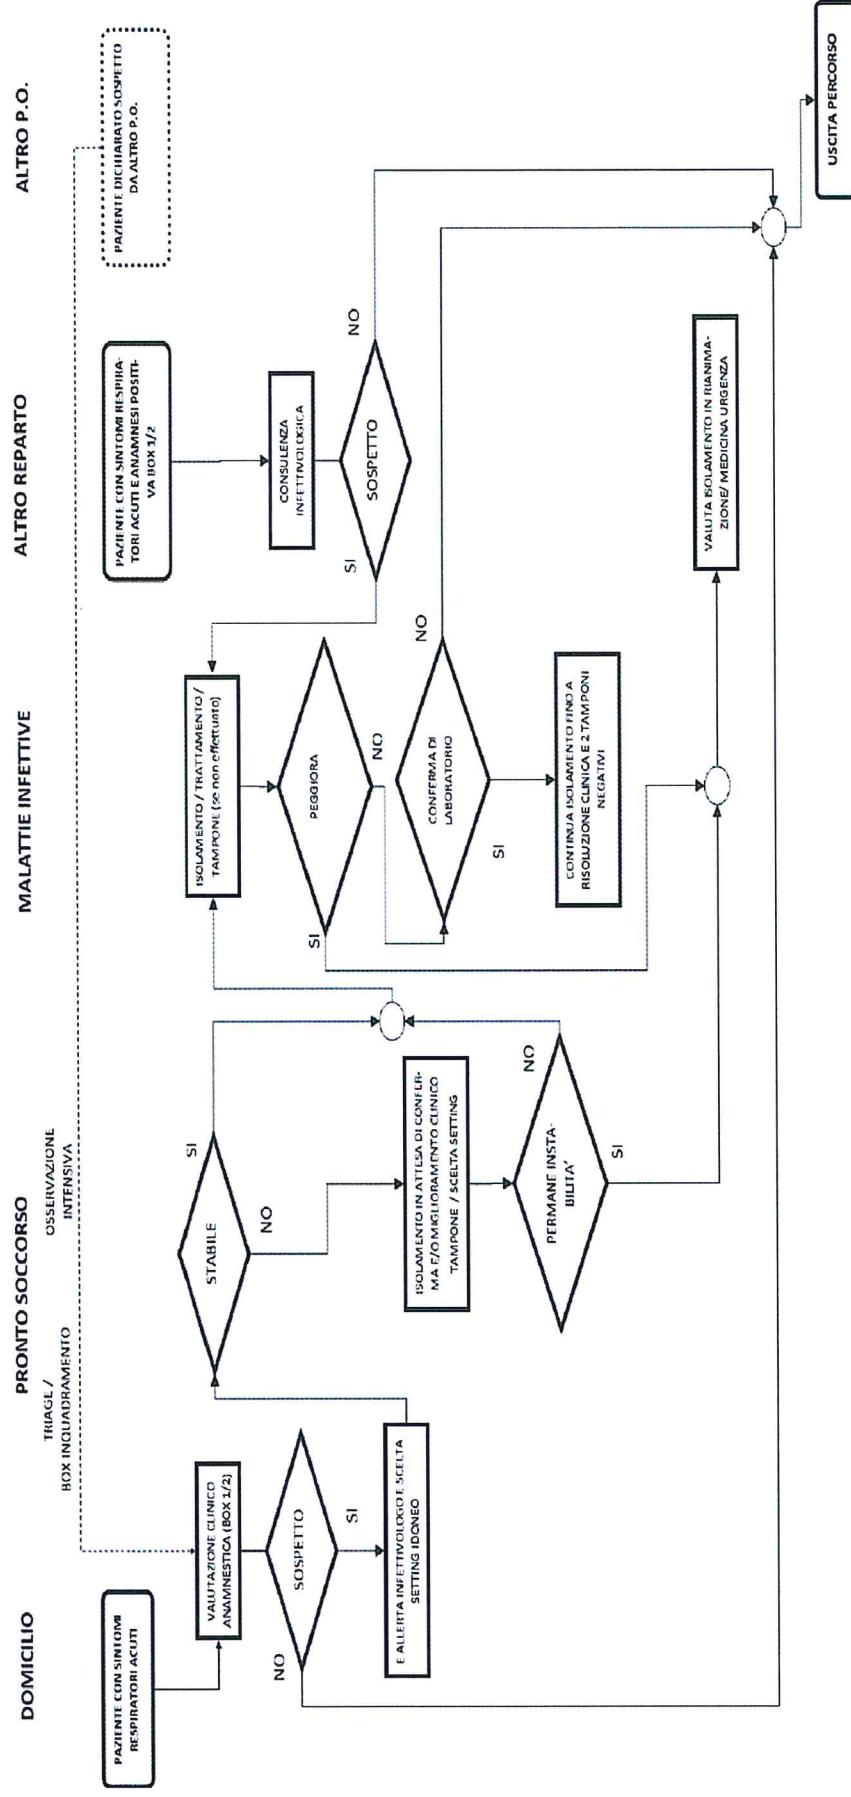 DOMICILIO
PRONTO SOCCORSO
MALATTIE INFETTIVE
ALTRO REPARTO
ALTRO P.O.
TRIAGE /
BOX INQUADRAMENTO
OSSERVAZIONE
INTENSIVA
PAZIENTE CON SINTOMI
RESPIRATORI ACUTI
VALUTAZIONE CLINICO
ANAMNESTICA (BOX 1/2)
SOSPETTO
NO
SI
E ALLERTA INFETTIVOLOGO E SCELTA
SETTING IDONEO
STABILE
SI
NO
ISOLAMENTO IN ATTESA DI CONFER-
MA E/O MIGLIORAMENTO CLINICO
TAMPONE / SCELTA SETTING
PERMANE INSTA-
BILITA'
NO
SI
ISOLAMENTO / TRATTAMENTO /
TAMPONE (se non effettuato)
PEGGIORA
SI
NO
CONFERMA DI
LABORATORIO
NO
SI
CONTINUA ISOLAMENTO FINO A
RISOLUZIONE CLINICA E 2 TAMPONI
NEGATIVI
PAZIENTE CON SINTOMI RESPIRA-
TORI ACUTI E ANAMNESI POSITI-
VA BOX 1/2
CONSULENZA
INFETTIVOLOGICA
SOSPETTO
SI
NO
VALUTA ISOLAMENTO IN RIANIMA-
ZIONE/ MEDICINA URGENZA
PAZIENTE DICHIARATO SOSPETTO
DA ALTRO P.O.
USCITA PERCORSO